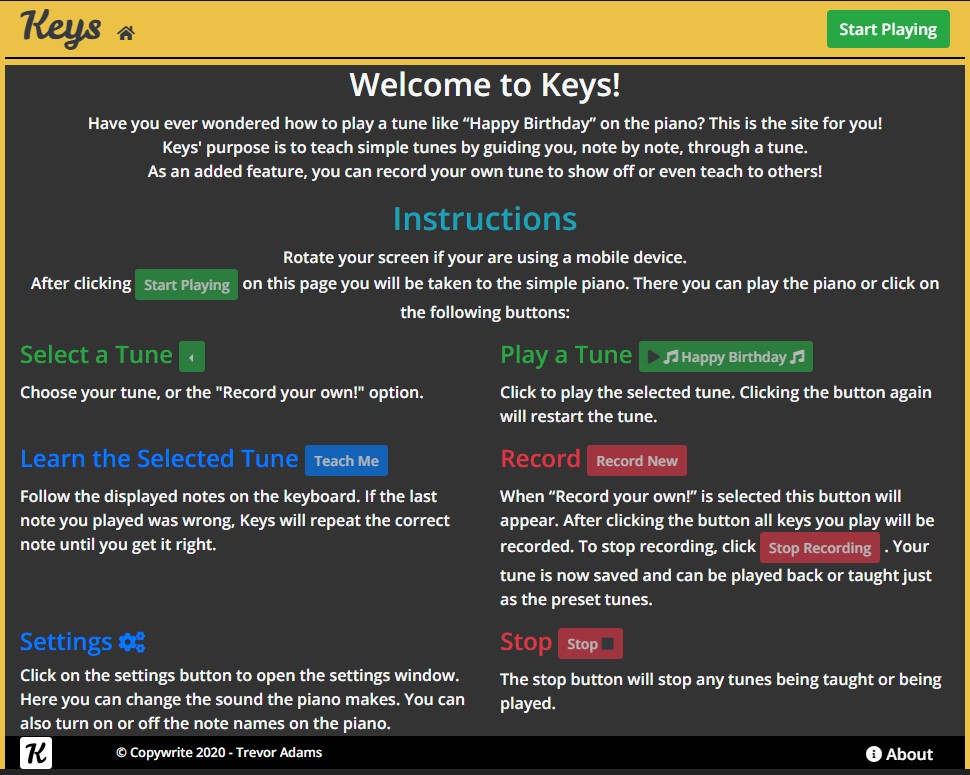 Keys
Start Playing
Welcome to Keys!
Have you ever wondered how to play a tune like “Happy Birthday” on the piano? This is the site for you!
Keys' purpose is to teach simple tunes by guiding you, note by note, through a tune.
As an added feature, you can record your own tune to show off or even teach to others!
Instructions
Rotate your screen if your are using a mobile device.
After clicking Start Playing on this page you will be taken to the simple piano. There you can play the piano or click on
the following buttons:
Select a Tune
Choose your tune, or the "Record your own!" option.
Play a Tune Happy Birthday
Click to play the selected tune. Clicking the button again
will restart the tune.
Learn the Selected Tune Teach Me
Follow the displayed notes on the keyboard. If the last
note you played was wrong, Keys will repeat the correct
note until you get it right.
Record Record New
When “Record your own!” is selected this button will
appear. After clicking the button all keys you play will be
recorded. To stop recording, click Stop Recording . Your
tune is now saved and can be played back or taught just
as the preset tunes.
Settings
Click on the settings button to open the settings window.
Here you can change the sound the piano makes. You can
also turn on or off the note names on the piano.
Stop Stop
The stop button will stop any tunes being taught or being
played.
K
© Copywrite 2020 - Trevor Adams
About